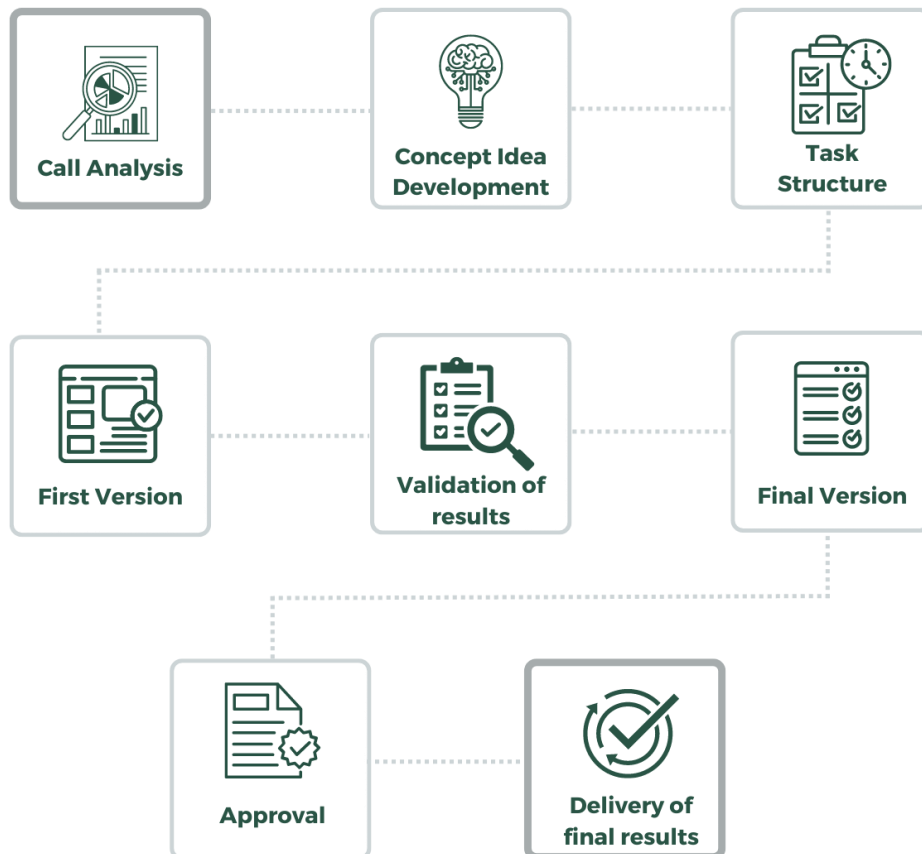 Call Analysis
Concept Idea
Development
Task
Structure
First Version
Validation of
results
Final Version
Approval
Delivery of
final results